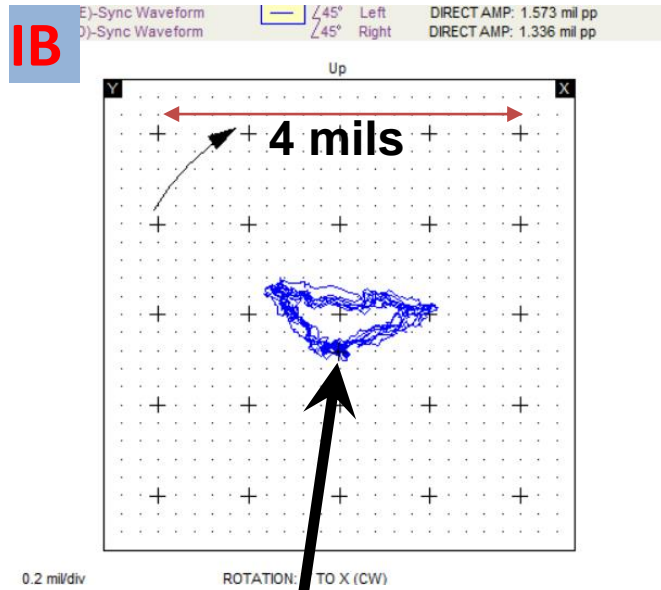 E)-Sync Waveform ∠45° Left DIRECT AMP: 1.573 mil pp
)-Sync Waveform ∠45° Right DIRECT AMP: 1.336 mil pp
IB
Up
Y X
4 mils
0.2 mil/div ROTATION: TO X (CW)